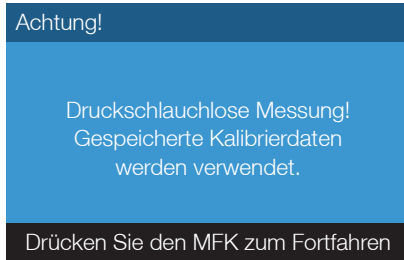 Achtung!
Druckschlauchlose Messung!
Gespeicherte Kalibrierdaten
werden verwendet.
Drücken Sie den MFK zum Fortfahren